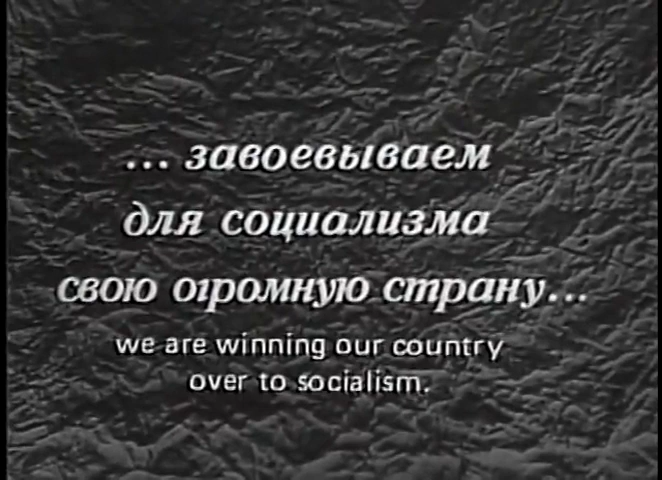 ... завоевываем
для социализма
свою огромную страну...
we are winning our country
over to socialism.